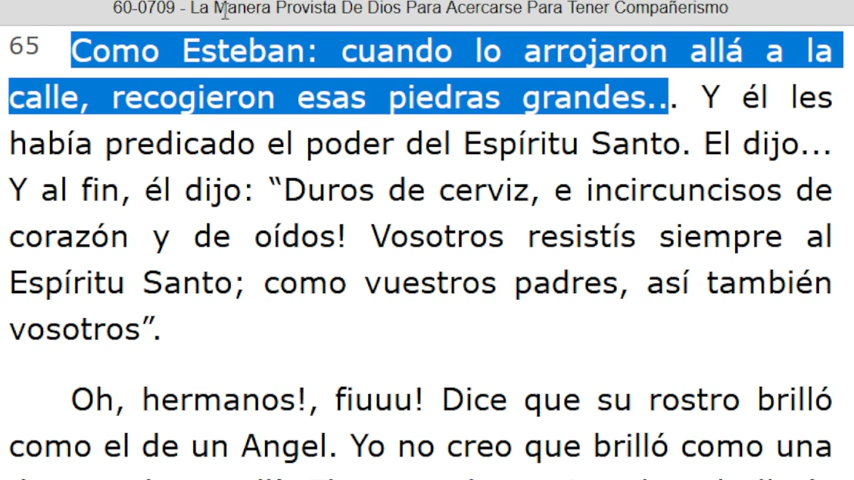 60-0709 - La Manera Provista De Dios Para Acercarse Para Tener Compañerismo
65 Como Esteban: cuando lo arrojaron allá a la
calle, recogieron esas piedras grandes... Y él les
había predicado el poder del Espíritu Santo. El dijo...
Y al fin, él dijo: “Duros de cerviz, e incircuncisos de
corazón y de oídos! Vosotros resistís siempre al
Espíritu Santo; como vuestros padres, así también
vosotros”.
Oh, hermanos!, fiuuu! Dice que su rostro brilló
como el de un Angel. Yo no creo que brilló como una